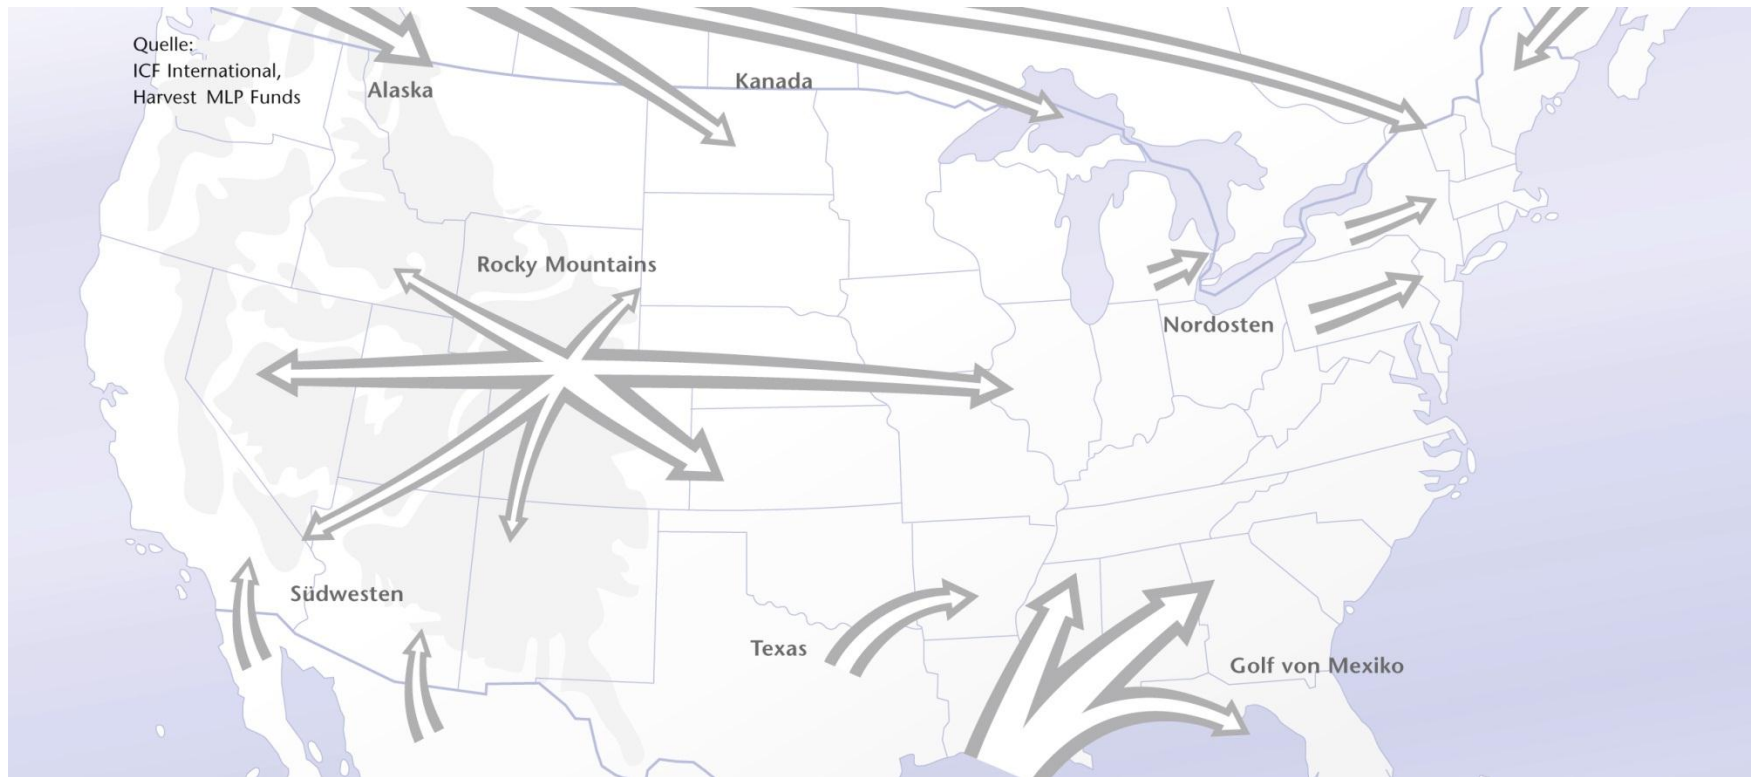 Quelle:
ICF International,
Harvest MLP Funds
Alaska
Kanada
Rocky Mountains
Nordosten
Südwesten
Texas
Golf von Mexiko